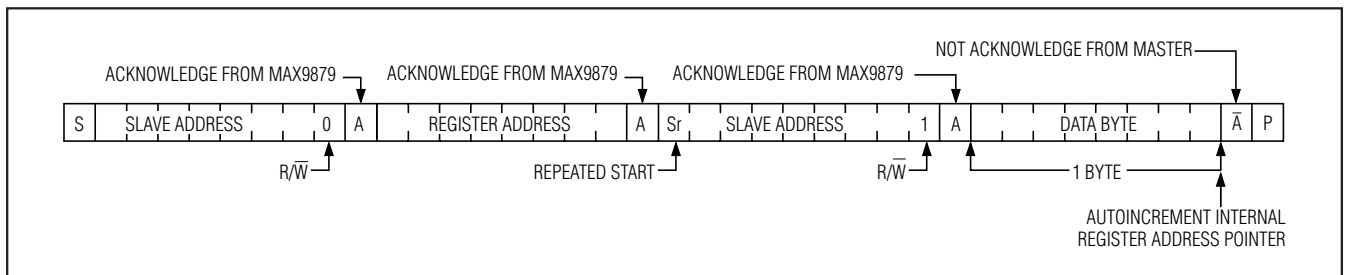 NOT ACKNOWLEDGE FROM MASTER
ACKNOWLEDGE FROM MAX9879 ACKNOWLEDGE FROM MAX9879 ACKNOWLEDGE FROM MAX9879
S SLAVE ADDRESS 0 A REGISTER ADDRESS A Sr SLAVE ADDRESS 1 A DATA BYTE A̅ P
R/W̅ REPEATED START R/W̅ 1 BYTE
AUTOINCREMENT INTERNAL
REGISTER ADDRESS POINTER